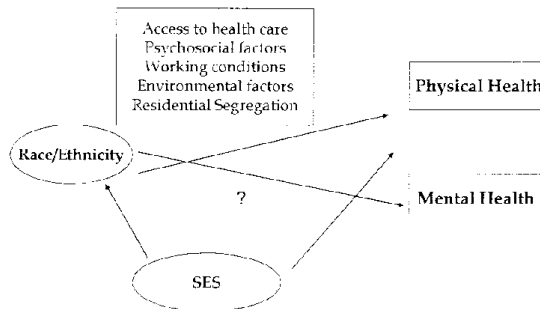 Access to health care
Psychosocial factors
Working conditions
Environmental factors
Residential Segregation
Physical Health
Race/Ethnicity
Mental Health
?
SES